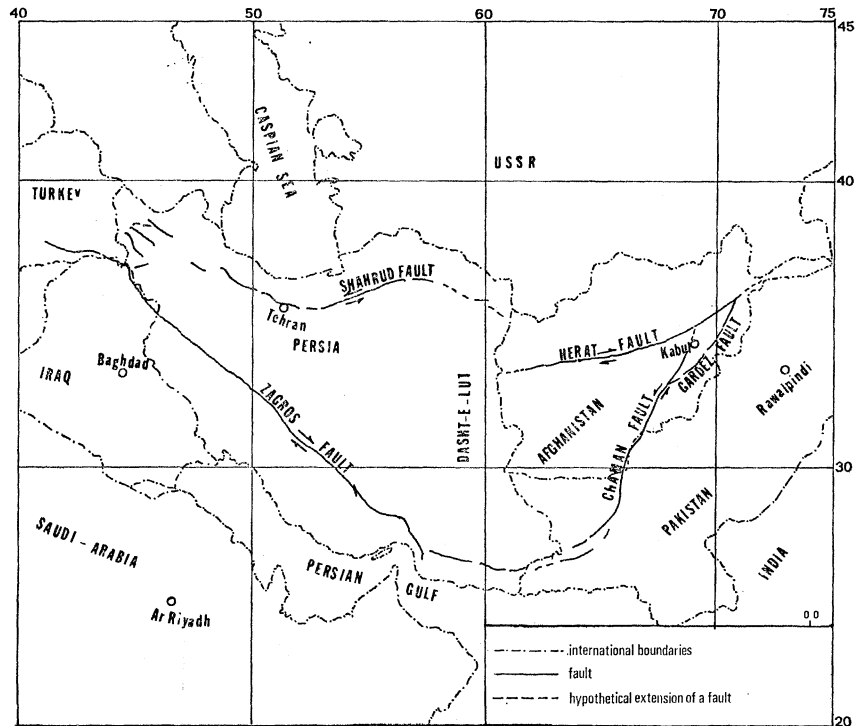 40 50 60 70 75
45
CASPIAN SEA
USSR
40
TURKEY
SHAHRUD FAULT
Tehran
PERSIA
HERAT FAULT
Kabul
GARDEZ FAULT
Baghdad
IRAQ
Rawalpindi
ZAGROS FAULT
DASHT-E-LUT
AFGHANISTAN
CHAMAN FAULT
30
PAKISTAN
SAUDI-ARABIA
PERSIAN GULF
INDIA
Ar Riyadh
international boundaries
fault
hypothetical extension of a fault
20